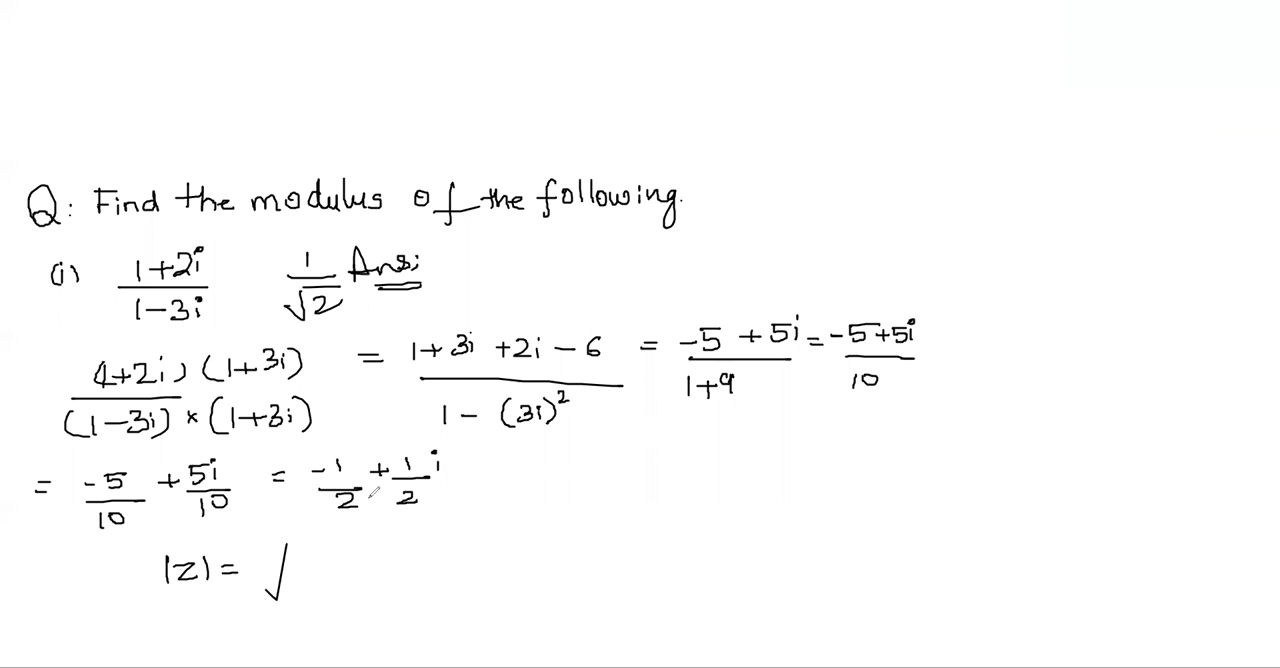 Q: Find the modulus of the following.
(i) (1+2i)/(1-3i) 1/√2 Ans;
(1+2i)(1+3i)/(1-3i)×(1+3i) = (1+3i+2i-6)/(1-(3i)²) = (-5+5i)/(1+9) = (-5+5i)/10
= -5/10 + 5i/10 = -1/2 + 1/2 i
|z| = √